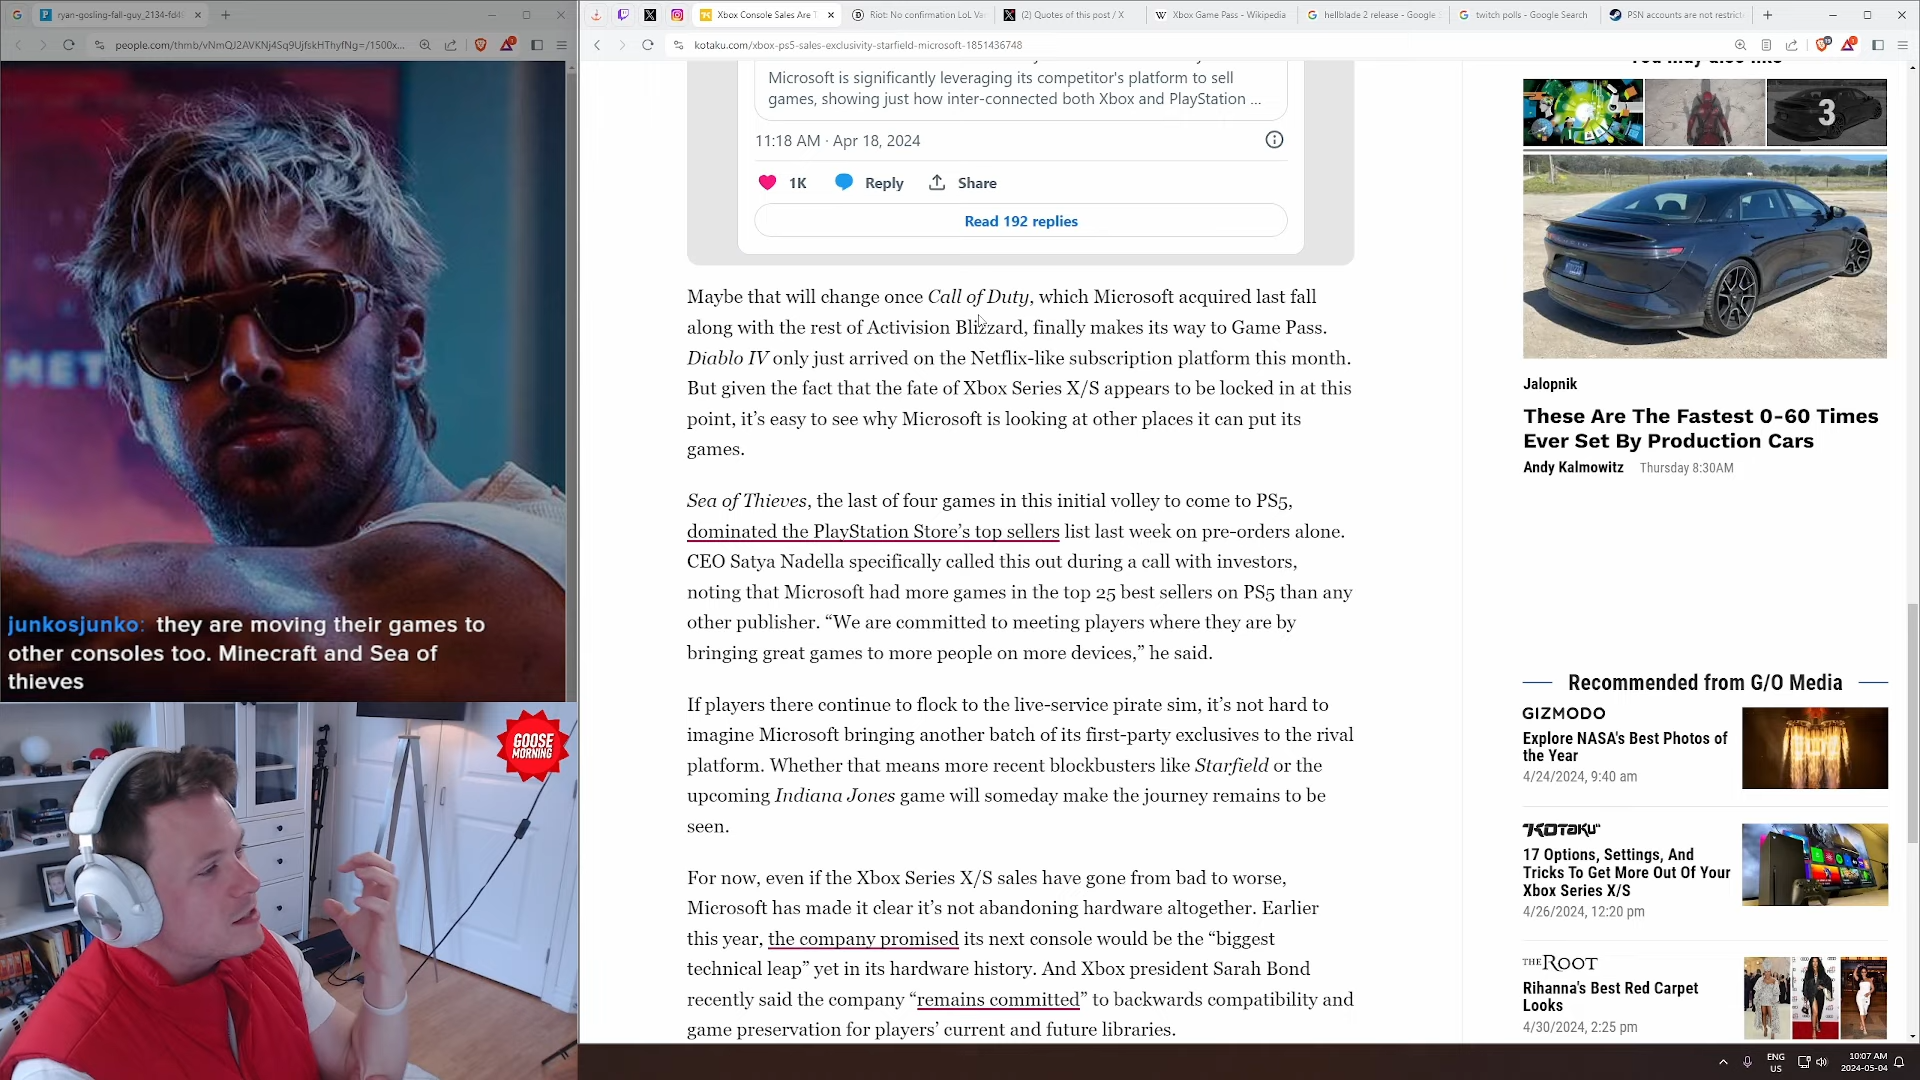 ryan-gosling-fall-guy_2134-fd4
people.com/thmb/vNmQJ2AVKNj4Sq9UjfskHThyfNg=/1500x...
junkosjunko: they are moving their games to
other consoles too. Minecraft and Sea of
thieves
GOOSE
MORNING
Xbox Console Sales Are T
Riot: No confirmation LoL Va
(2) Quotes of this post / X
Xbox Game Pass - Wikipedia
hellblade 2 release - Google
twitch polls - Google Search
PSN accounts are not restrict
kotaku.com/xbox-ps5-sales-exclusivity-starfield-microsoft-1851436748
Microsoft is significantly leveraging its competitor's platform to sell
games, showing just how inter-connected both Xbox and PlayStation ...
11:18 AM · Apr 18, 2024
1K
Reply
Share
Read 192 replies
Maybe that will change once Call of Duty, which Microsoft acquired last fall
along with the rest of Activision Blizzard, finally makes its way to Game Pass.
Diablo IV only just arrived on the Netflix-like subscription platform this month.
But given the fact that the fate of Xbox Series X/S appears to be locked in at this
point, it’s easy to see why Microsoft is looking at other places it can put its
games.
Sea of Thieves, the last of four games in this initial volley to come to PS5,
dominated the PlayStation Store’s top sellers list last week on pre-orders alone.
CEO Satya Nadella specifically called this out during a call with investors,
noting that Microsoft had more games in the top 25 best sellers on PS5 than any
other publisher. “We are committed to meeting players where they are by
bringing great games to more people on more devices,” he said.
If players there continue to flock to the live-service pirate sim, it’s not hard to
imagine Microsoft bringing another batch of its first-party exclusives to the rival
platform. Whether that means more recent blockbusters like Starfield or the
upcoming Indiana Jones game will someday make the journey remains to be
seen.
For now, even if the Xbox Series X/S sales have gone from bad to worse,
Microsoft has made it clear it’s not abandoning hardware altogether. Earlier
this year, the company promised its next console would be the “biggest
technical leap” yet in its hardware history. And Xbox president Sarah Bond
recently said the company “remains committed” to backwards compatibility and
game preservation for players’ current and future libraries.
You may also like
3
Jalopnik
These Are The Fastest 0-60 Times
Ever Set By Production Cars
Andy Kalmowitz Thursday 8:30AM
Recommended from G/O Media
GIZMODO
Explore NASA's Best Photos of
the Year
4/24/2024, 9:40 am
KOTAKU
17 Options, Settings, And
Tricks To Get More Out Of Your
Xbox Series X/S
4/26/2024, 12:20 pm
THE ROOT
Rihanna's Best Red Carpet
Looks
4/30/2024, 2:25 pm
ENG
US
10:07 AM
2024-05-04